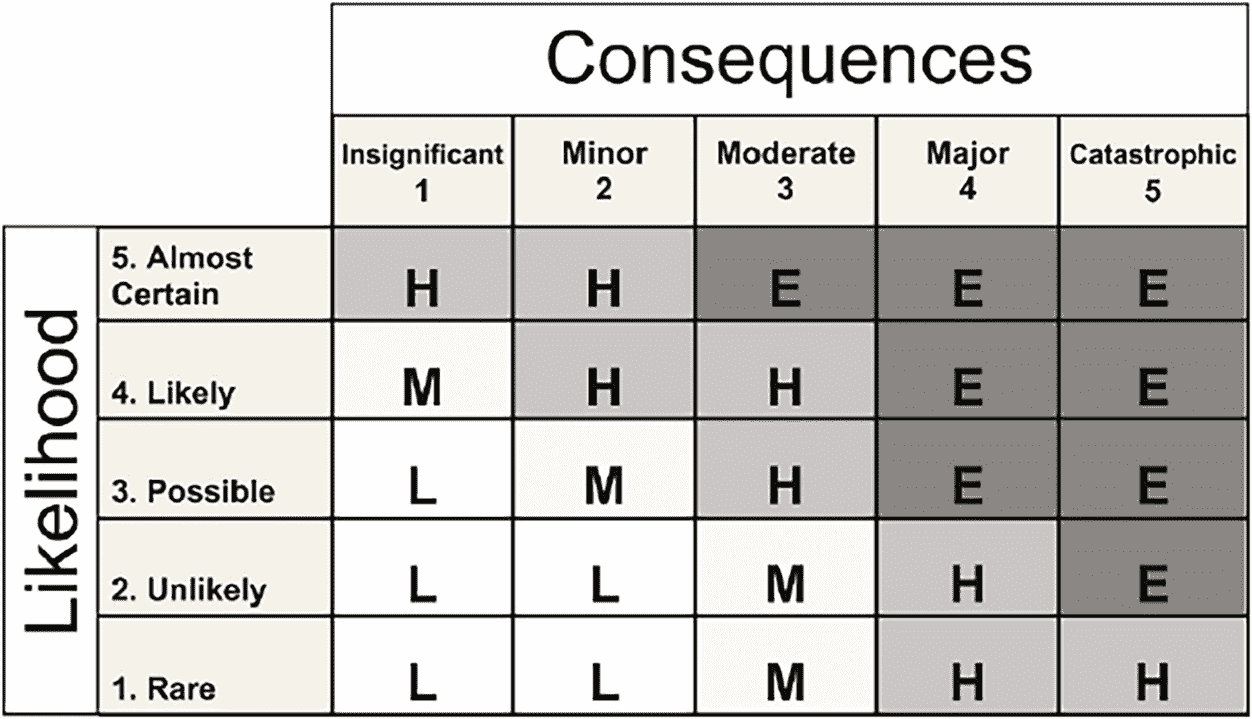 Consequences
Insignificant Minor Moderate Major Catastrophic
1 2 3 4 5
Likelihood
5. Almost
Certain H H E E E
4. Likely M H H E E
3. Possible L M H E E
2. Unlikely L L M H E
1. Rare L L M H H